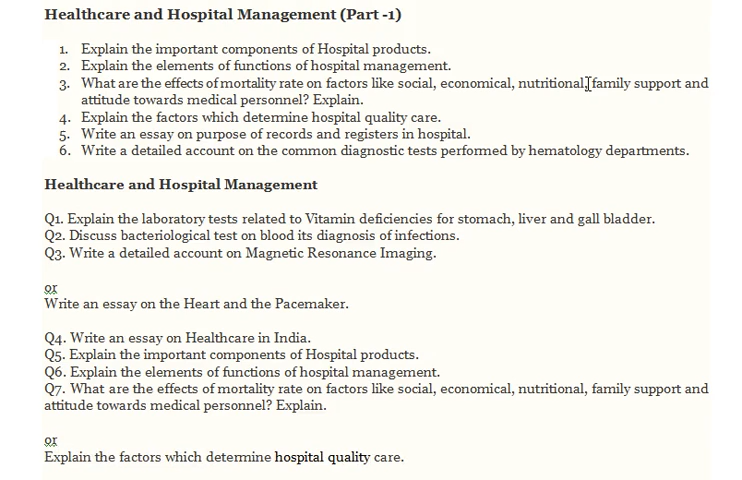 Healthcare and Hospital Management (Part -1)
1. Explain the important components of Hospital products.
2. Explain the elements of functions of hospital management.
3. What are the effects of mortality rate on factors like social, economical, nutritional, family support and
attitude towards medical personnel? Explain.
4. Explain the factors which determine hospital quality care.
5. Write an essay on purpose of records and registers in hospital.
6. Write a detailed account on the common diagnostic tests performed by hematology departments.
Healthcare and Hospital Management
Q1. Explain the laboratory tests related to Vitamin deficiencies for stomach, liver and gall bladder.
Q2. Discuss bacteriological test on blood its diagnosis of infections.
Q3. Write a detailed account on Magnetic Resonance Imaging.
or
Write an essay on the Heart and the Pacemaker.
Q4. Write an essay on Healthcare in India.
Q5. Explain the important components of Hospital products.
Q6. Explain the elements of functions of hospital management.
Q7. What are the effects of mortality rate on factors like social, economical, nutritional, family support and
attitude towards medical personnel? Explain.
or
Explain the factors which determine hospital quality care.